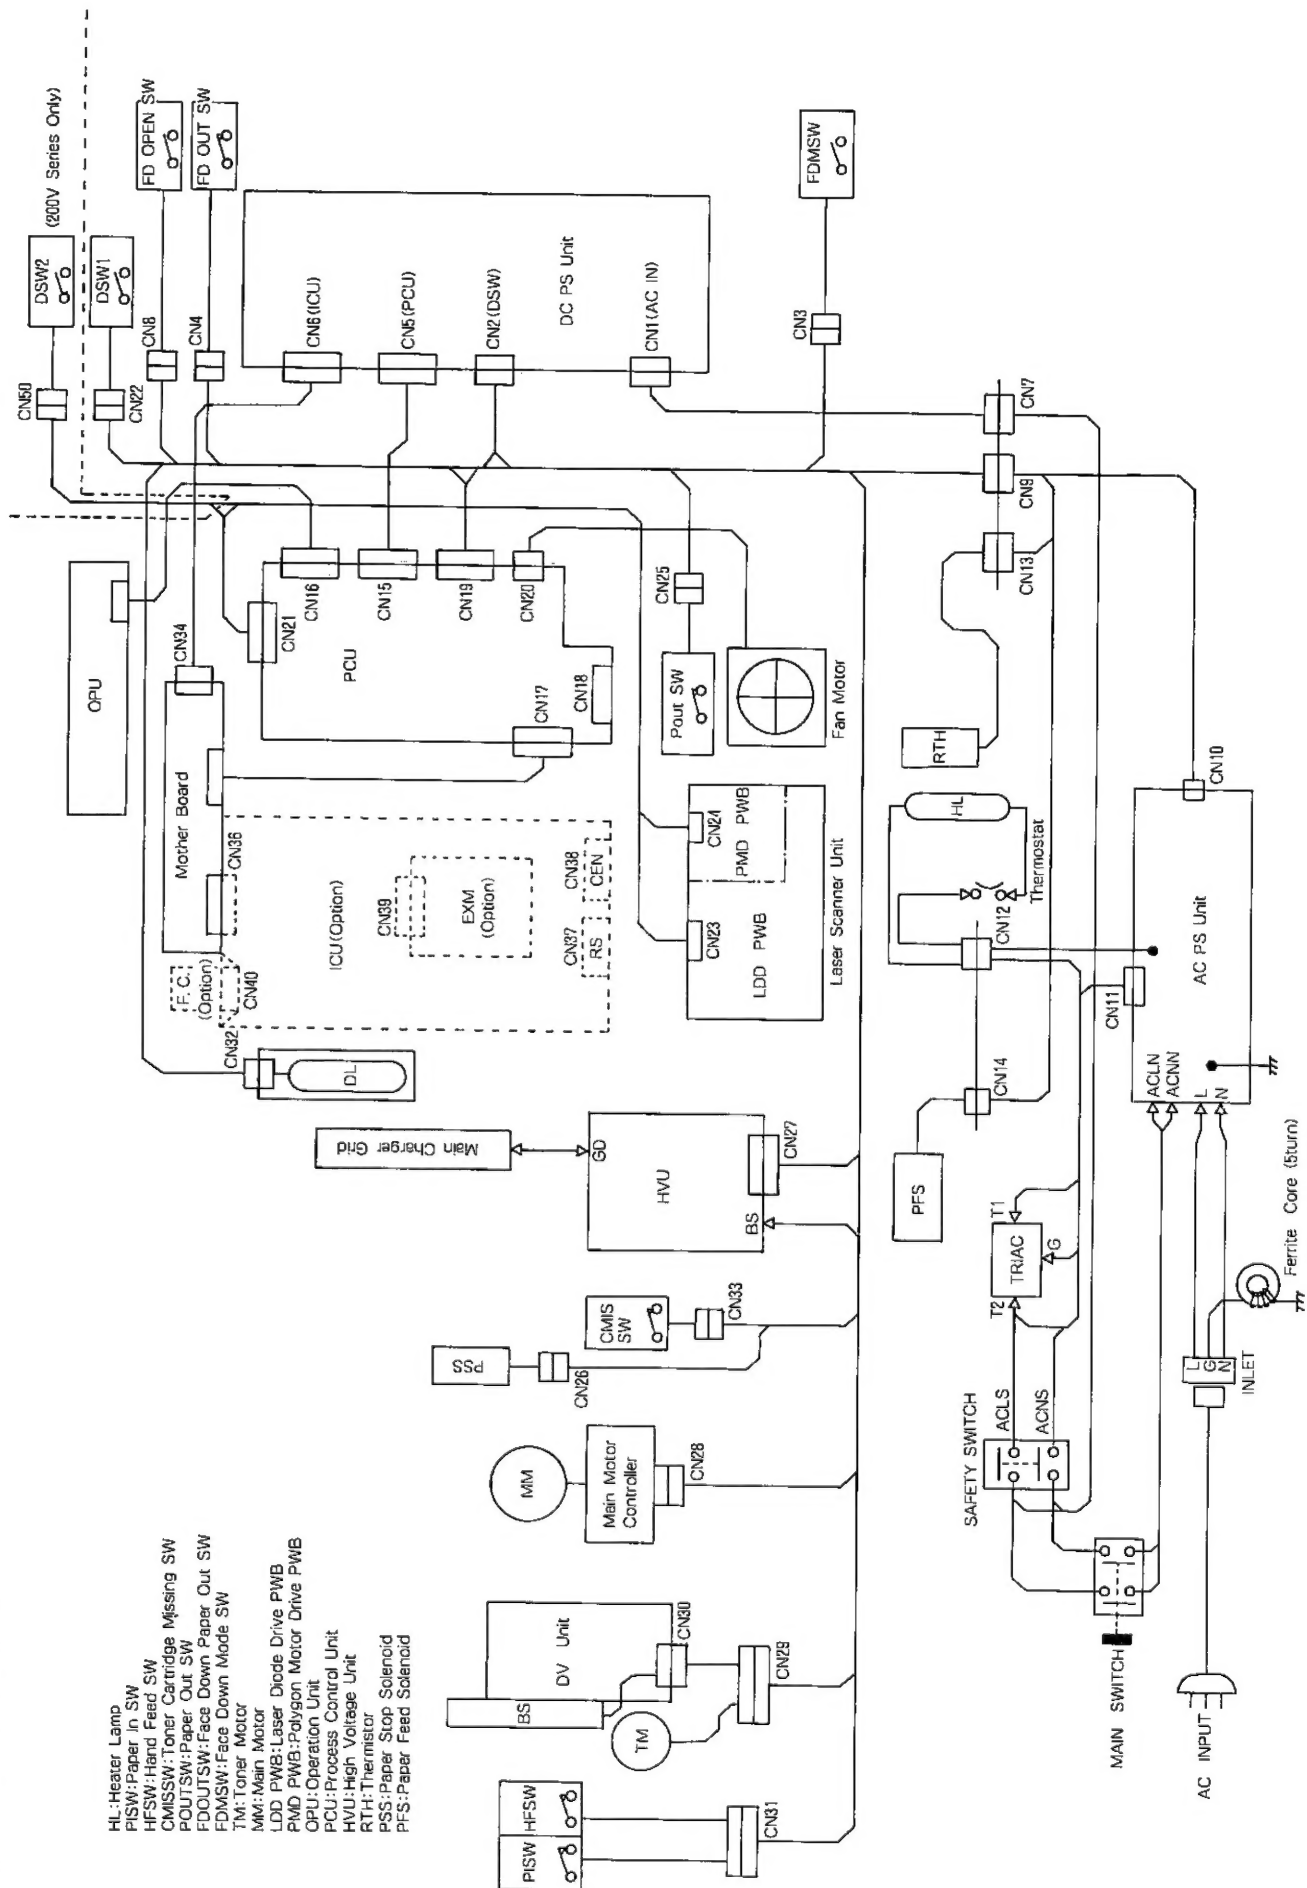 HL:Heater Lamp
PISW:Paper In SW
HFSW:Hand Feed SW
CMISSW:Toner Cartridge Missing SW
POUTSW:Paper Out SW
FDOUTSW:Face Down Paper Out SW
FDMSW:Face Down Mode SW
TM:Toner Motor
MM:Main Motor
LDD PWB:Laser Diode Drive PWB
PMD PWB:Polygon Motor Drive PWB
OPU:Operation Unit
PCU:Process Control Unit
HVU:High Voltage Unit
RTH:Thermistor
PSS:Paper Stop Solenoid
PFS:Paper Feed Solenoid
PISW
HFSW
CN31
BS
DV Unit
CN30
TM
CN29
MM
Main Motor
Controller
CN28
PSS
CN26
CMIS
SW
CN33
Main Charger Grid
GD
HVU
BS
CN27
DL
CN32
F.C.
(Option)
CN40
Mother Board
CN36
CN34
OPU
ICU(Option)
CN39
EXM
(Option)
CN37
RS
CN38
CEN
PCU
CN21
CN16
CN15
CN19
CN20
CN17
CN18
CN23
CN24
LDD PWB
PMD PWB
Laser Scanner Unit
Pout SW
CN25
Fan Motor
CN50
DSW2
(200V Series Only)
CN22
DSW1
CN8
FD OPEN SW
CN4
FD OUT SW
CN6(ICU)
CN5(PCU)
CN2(DSW)
CN1(AC IN)
DC PS Unit
CN3
FDMSW
CN7
CN9
CN13
RTH
HL
Thermostat
CN12
CN14
PFS
CN11
CN10
AC PS Unit
ACLN
ACNN
L
N
TRIAC
T1
T2
G
SAFETY SWITCH
ACLS
ACNS
MAIN SWITCH
AC INPUT
L
G
N
INLET
Ferrite Core (5turn)